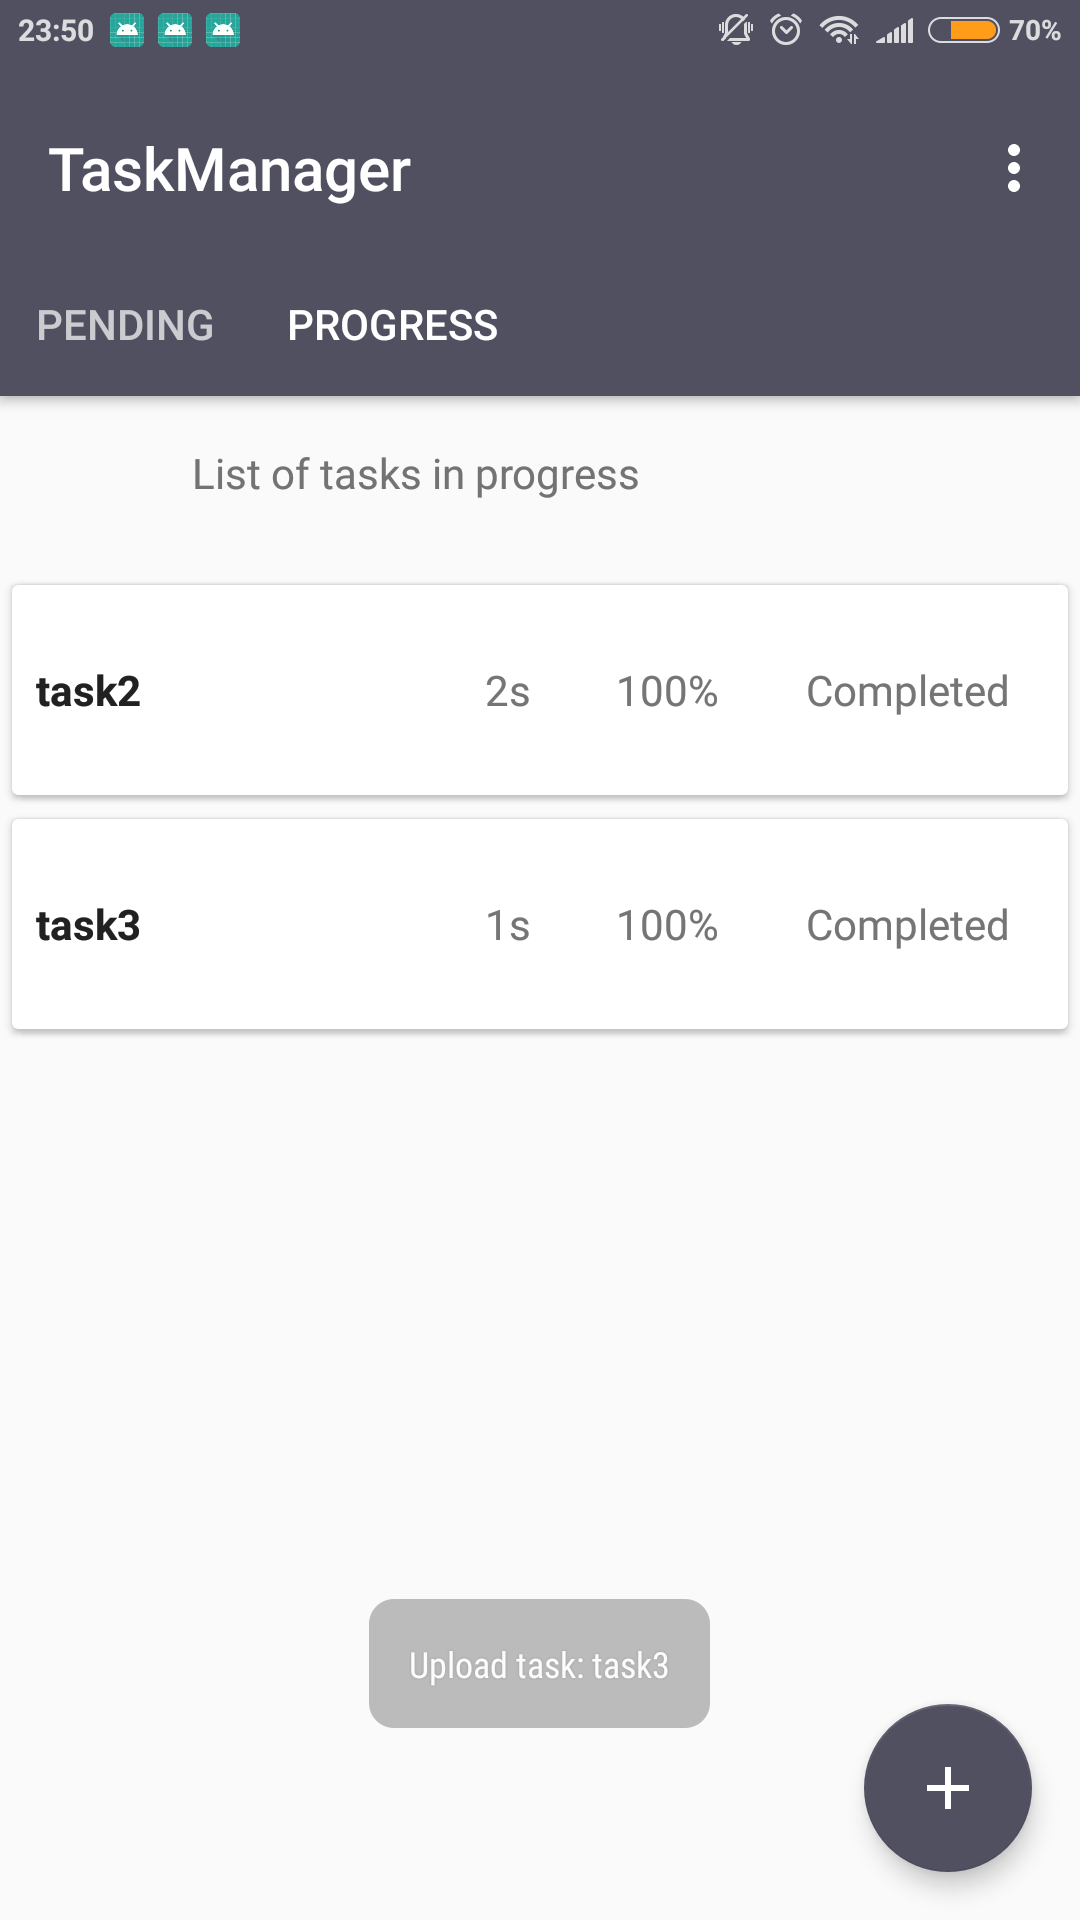 23:50 70%
TaskManager
PENDING PROGRESS
List of tasks in progress
task2 2s 100% Completed
task3 1s 100% Completed
Upload task: task3